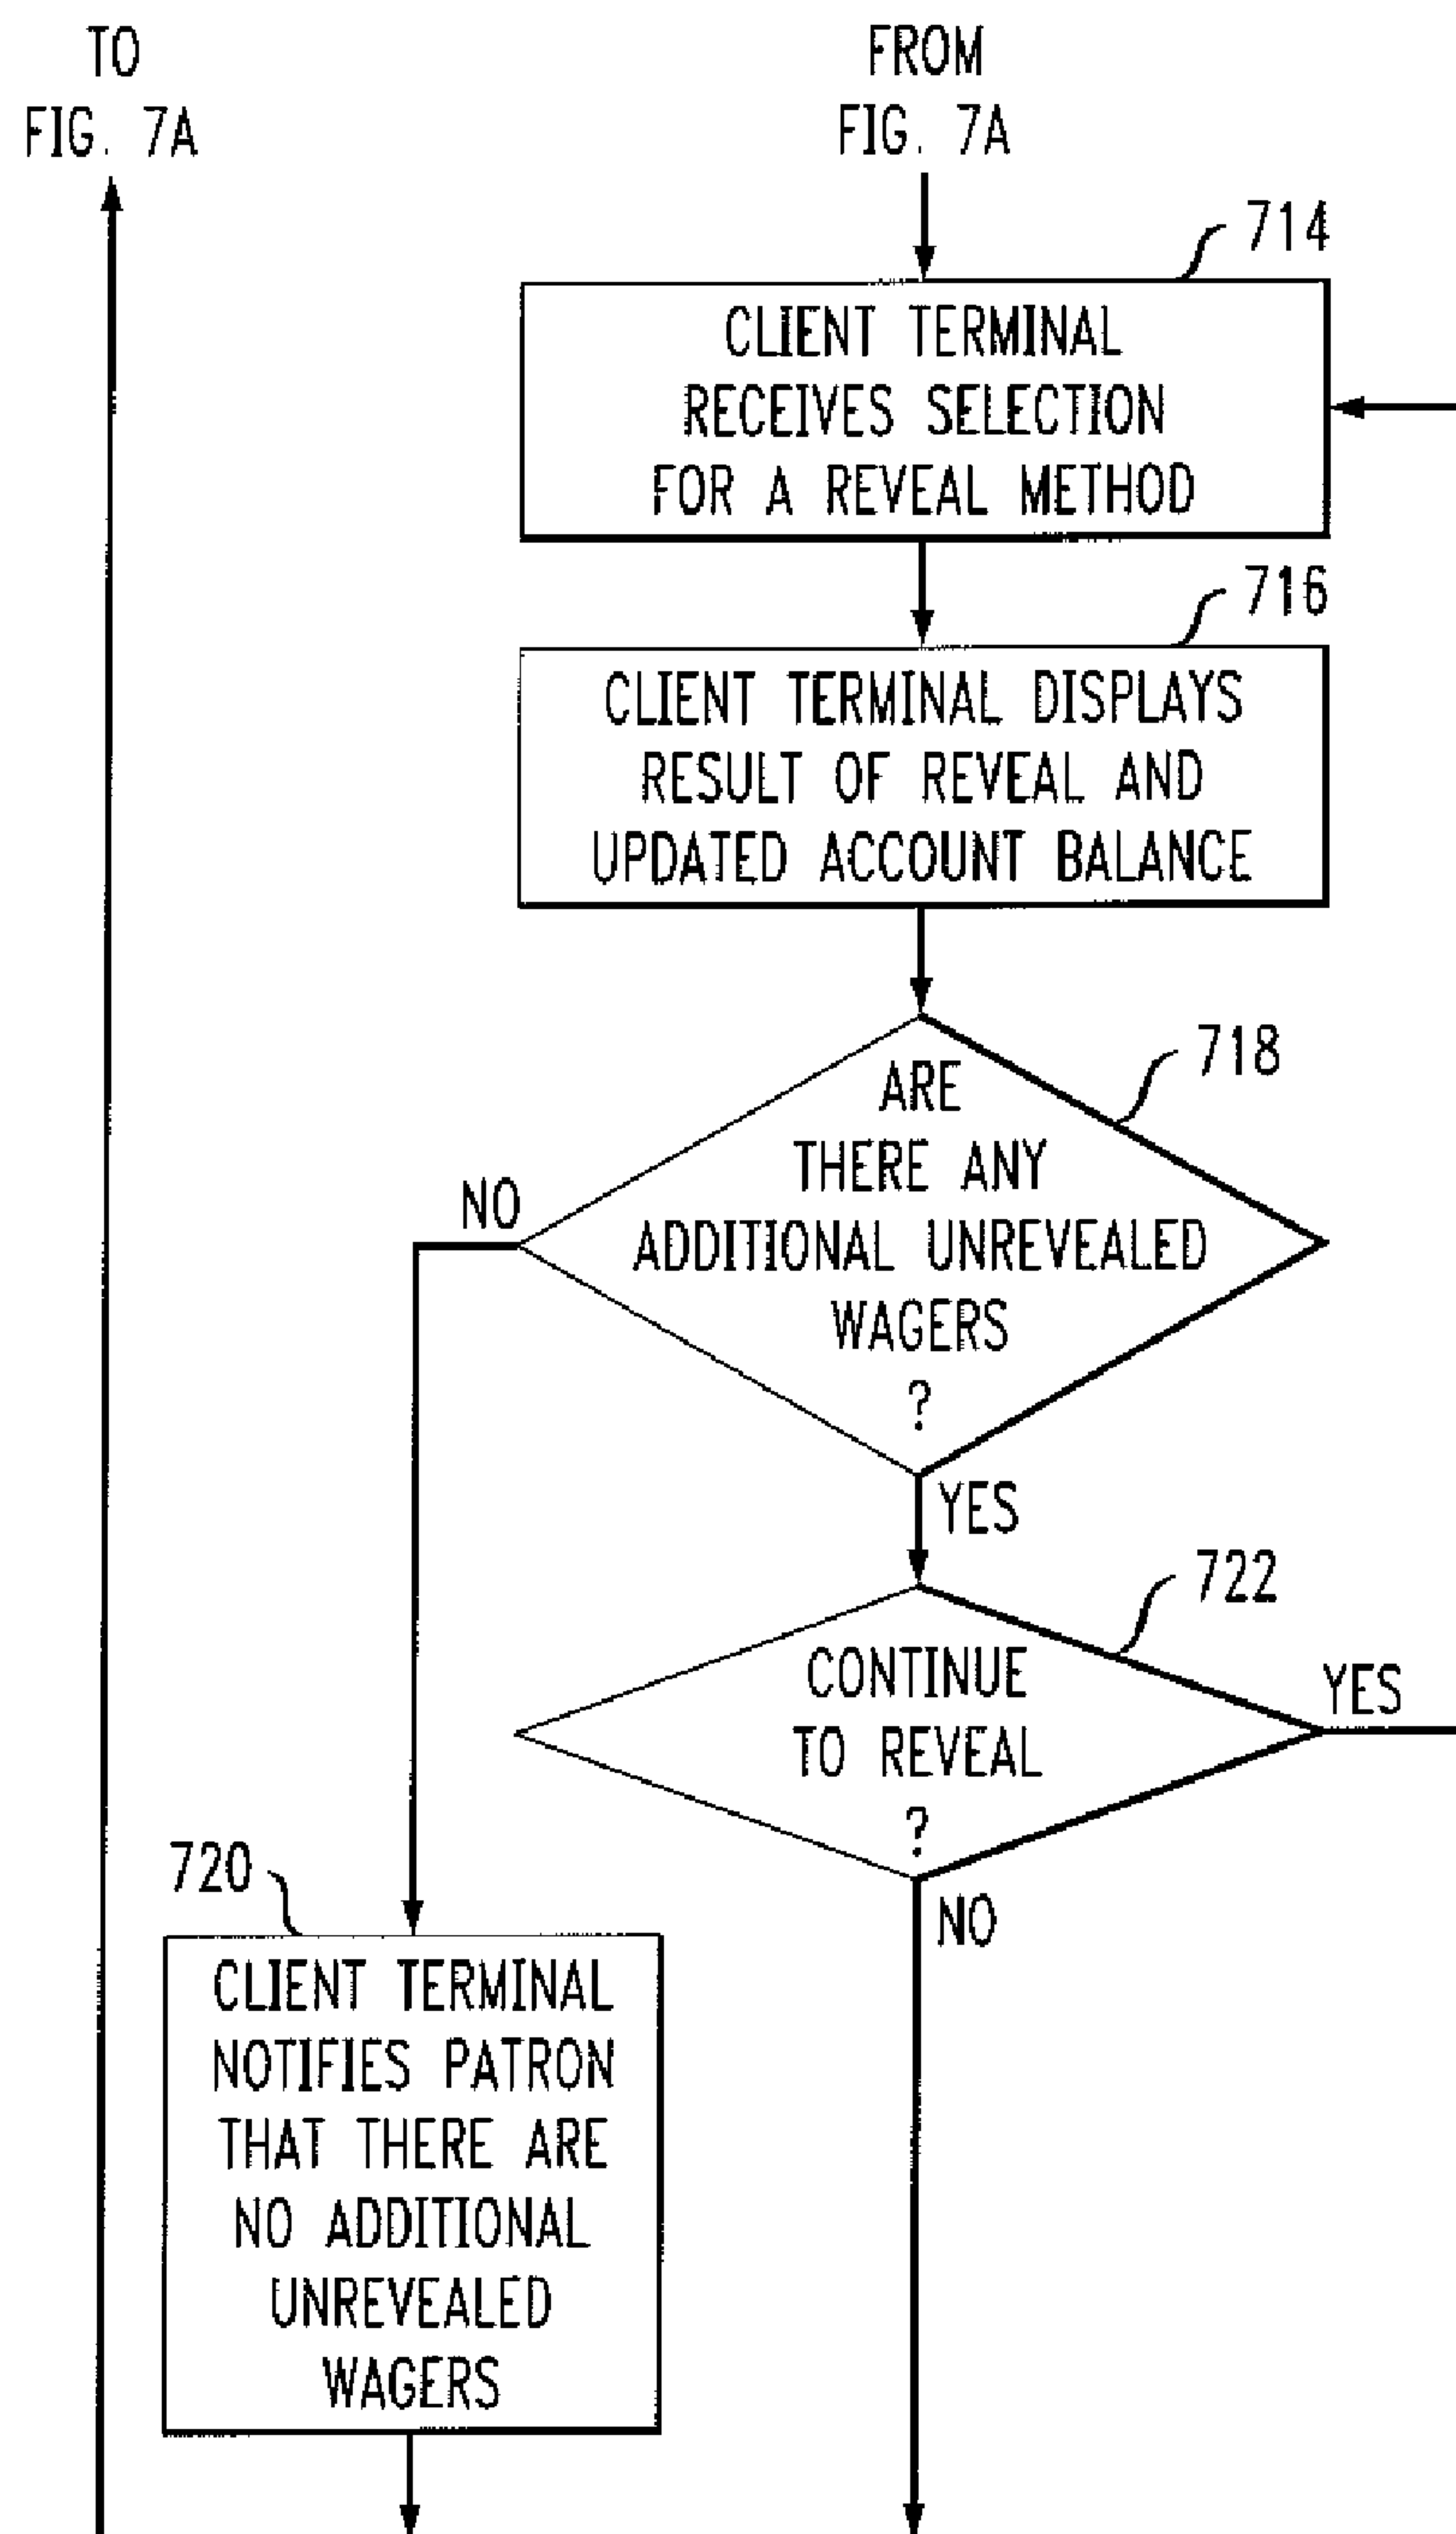 TO
FIG. 7A
FROM
FIG. 7A
714
CLIENT TERMINAL
RECEIVES SELECTION
FOR A REVEAL METHOD
716
CLIENT TERMINAL DISPLAYS
RESULT OF REVEAL AND
UPDATED ACCOUNT BALANCE
718
ARE
THERE ANY
ADDITIONAL UNREVEALED
WAGERS
?
NO
YES
722
CONTINUE
TO REVEAL
?
YES
NO
720
CLIENT TERMINAL
NOTIFIES PATRON
THAT THERE ARE
NO ADDITIONAL
UNREVEALED
WAGERS